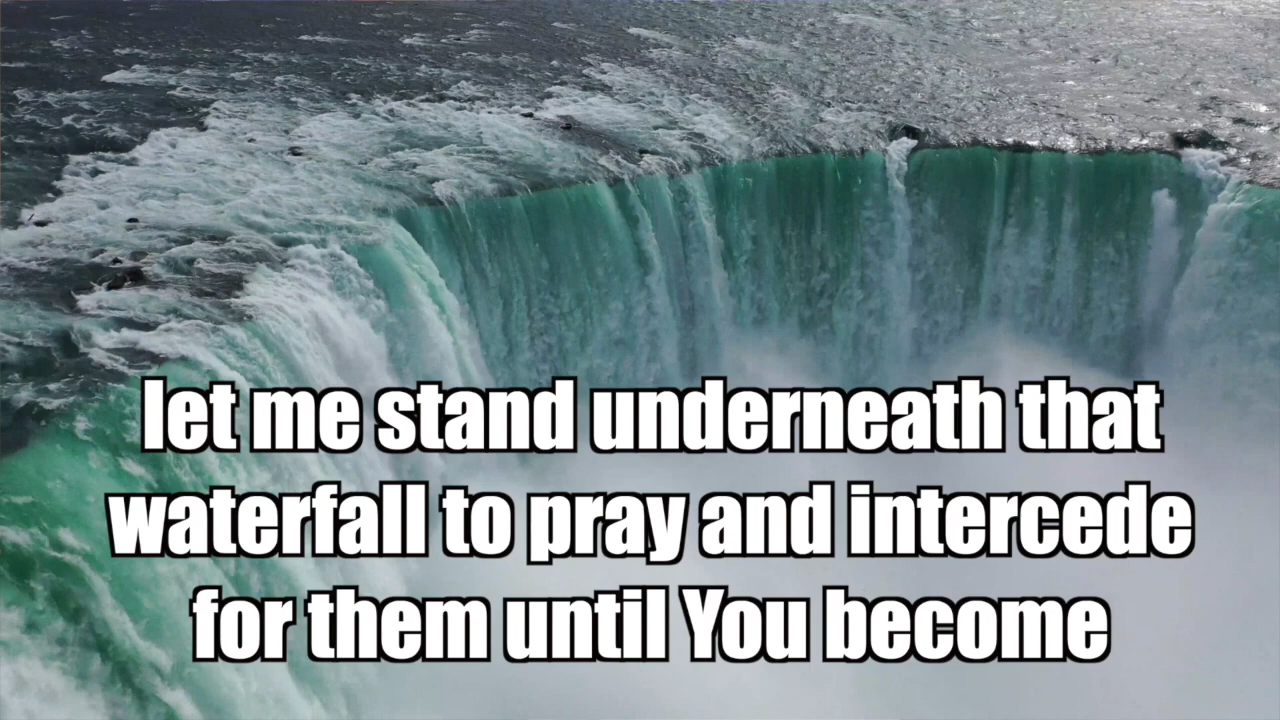 let me stand underneath that
waterfall to pray and intercede
for them until You become